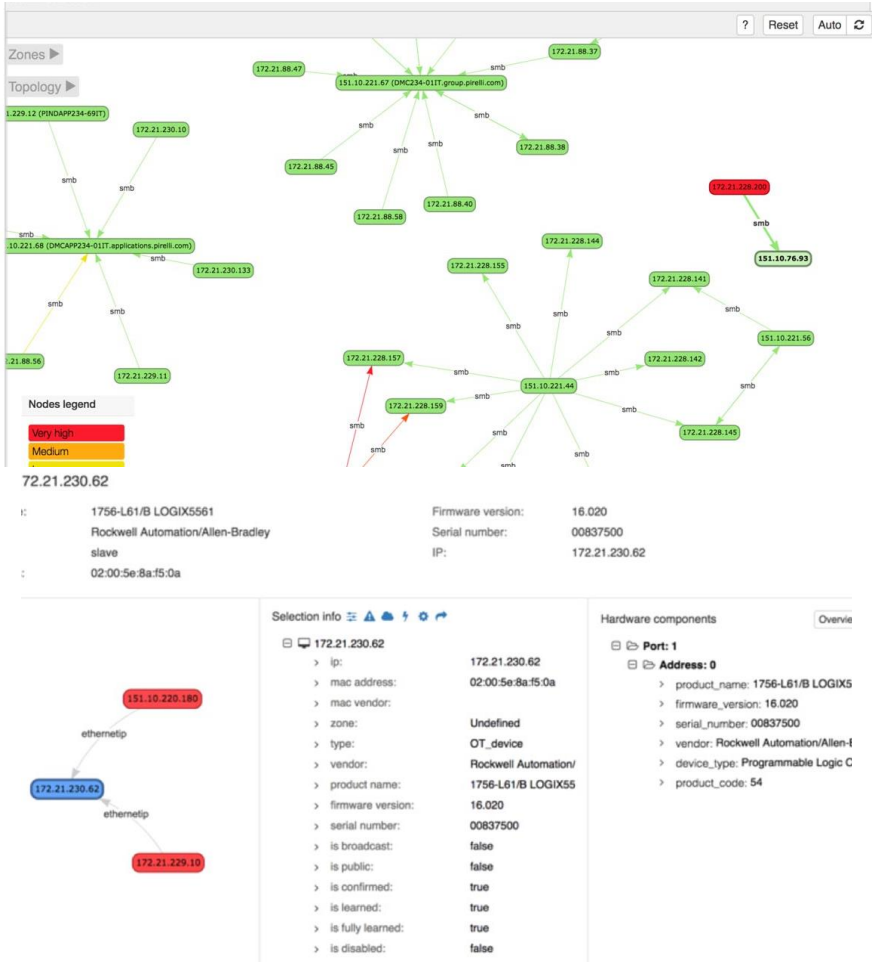 ? Reset Auto
Zones
Topology
172.21.88.37
172.21.88.47
smb
smb
151.10.221.67 (DMC234-01IT.group.pirelli.com)
1.229.12 (PINDAPP234-69IT)
172.21.230.10
smb
smb
smb
smb
172.21.88.38
172.21.88.45
172.21.88.40
172.21.88.58
smb
smb
172.21.228.200
smb
smb
.10.221.68 (DMCAPP234-01IT.applications.pirelli.com)
smb
172.21.230.133
172.21.228.144
151.10.76.93
172.21.228.155
172.21.228.141
smb
smb
smb
smb
smb
smb
151.10.221.56
.21.88.56
172.21.229.11
172.21.228.157
smb
smb
172.21.228.142
151.10.221.44
smb
172.21.228.159
smb
smb
smb
smb
smb
172.21.228.145
smb
smb
smb
Nodes legend
Very high
Medium
72.21.230.62
1756-L61/B LOGIX5561
Firmware version: 16.020
Rockwell Automation/Allen-Bradley
Serial number: 00837500
slave
IP: 172.21.230.62
02:00:5e:8a:f5:0a
151.10.220.180
ethernetip
172.21.230.62
ethernetip
172.21.229.10
Selection info
172.21.230.62
ip: 172.21.230.62
mac address: 02:00:5e:8a:f5:0a
mac vendor:
zone: Undefined
type: OT_device
vendor: Rockwell Automation/
product name: 1756-L61/B LOGIX55
firmware version: 16.020
serial number: 00837500
is broadcast: false
is public: false
is confirmed: true
is learned: true
is fully learned: true
is disabled: false
Hardware components Overvie
Port: 1
Address: 0
product_name: 1756-L61/B LOGIX5
firmware_version: 16.020
serial_number: 00837500
vendor: Rockwell Automation/Allen-B
device_type: Programmable Logic C
product_code: 54